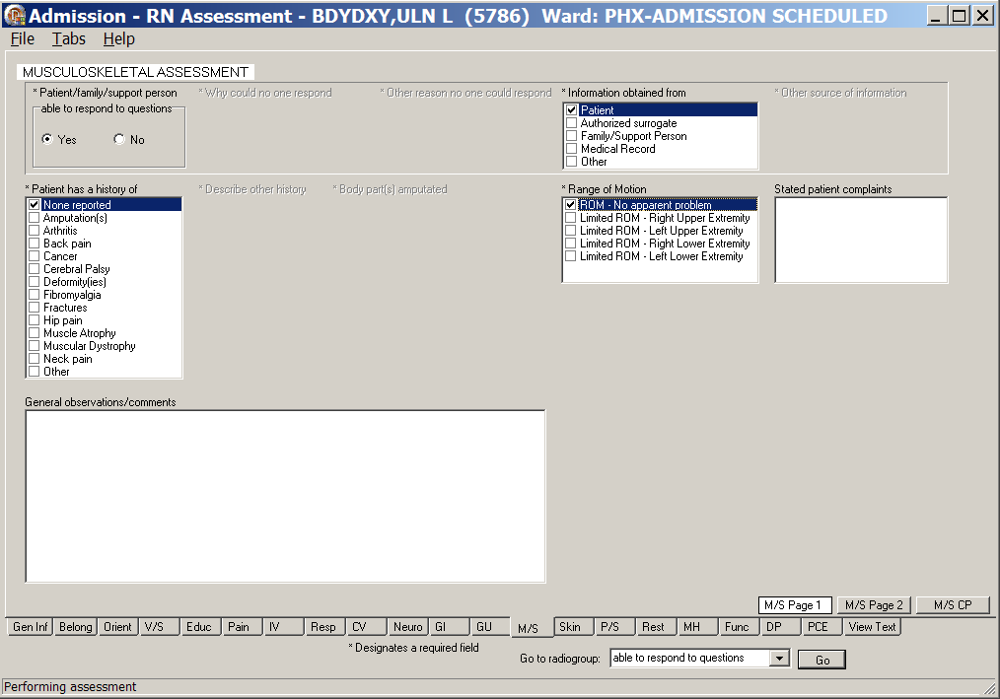 Admission - RN Assessment - BDYDXY,ULN L (5786) Ward: PHX-ADMISSION SCHEDULED
File Tabs Help
MUSCULOSKELETAL ASSESSMENT
* Patient/family/support person
able to respond to questions
Yes No
* Why could no one respond
* Other reason no one could respond
* Information obtained from
Patient
Authorized surrogate
Family/Support Person
Medical Record
Other
* Other source of information
* Patient has a history of
None reported
Amputation(s)
Arthritis
Back pain
Cancer
Cerebral Palsy
Deformity(ies)
Fibromyalgia
Fractures
Hip pain
Muscle Atrophy
Muscular Dystrophy
Neck pain
Other
* Describe other history
* Body part(s) amputated
* Range of Motion
ROM - No apparent problem
Limited ROM - Right Upper Extremity
Limited ROM - Left Upper Extremity
Limited ROM - Right Lower Extremity
Limited ROM - Left Lower Extremity
Stated patient complaints
General observations/comments
M/S Page 1 M/S Page 2 M/S CP
Gen Inf Belong Orient V/S Educ Pain IV Resp CV Neuro GI GU M/S Skin P/S Rest MH Func DP PCE View Text
* Designates a required field
Go to radiogroup: able to respond to questions Go
Performing assessment